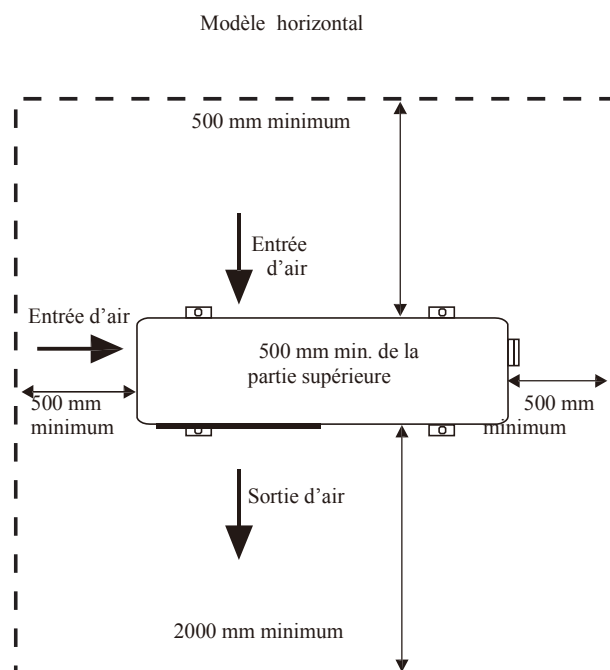 Modèle horizontal
500 mm minimum
Entrée
d’air
Entrée d’air
500 mm min. de la
partie supérieure
500 mm
minimum
500 mm
minimum
Sortie d’air
2000 mm minimum